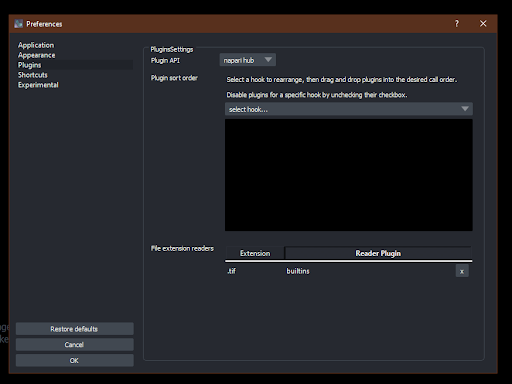 Preferences
?
Application
Appearance
Plugins
Shortcuts
Experimental
PluginsSettings
Plugin API
napari hub
Plugin sort order
Select a hook to rearrange, then drag and drop plugins into the desired call order.
Disable plugins for a specific hook by unchecking their checkbox.
select hook...
File extension readers
Extension
Reader Plugin
.tif
builtins
x
Restore defaults
Cancel
OK